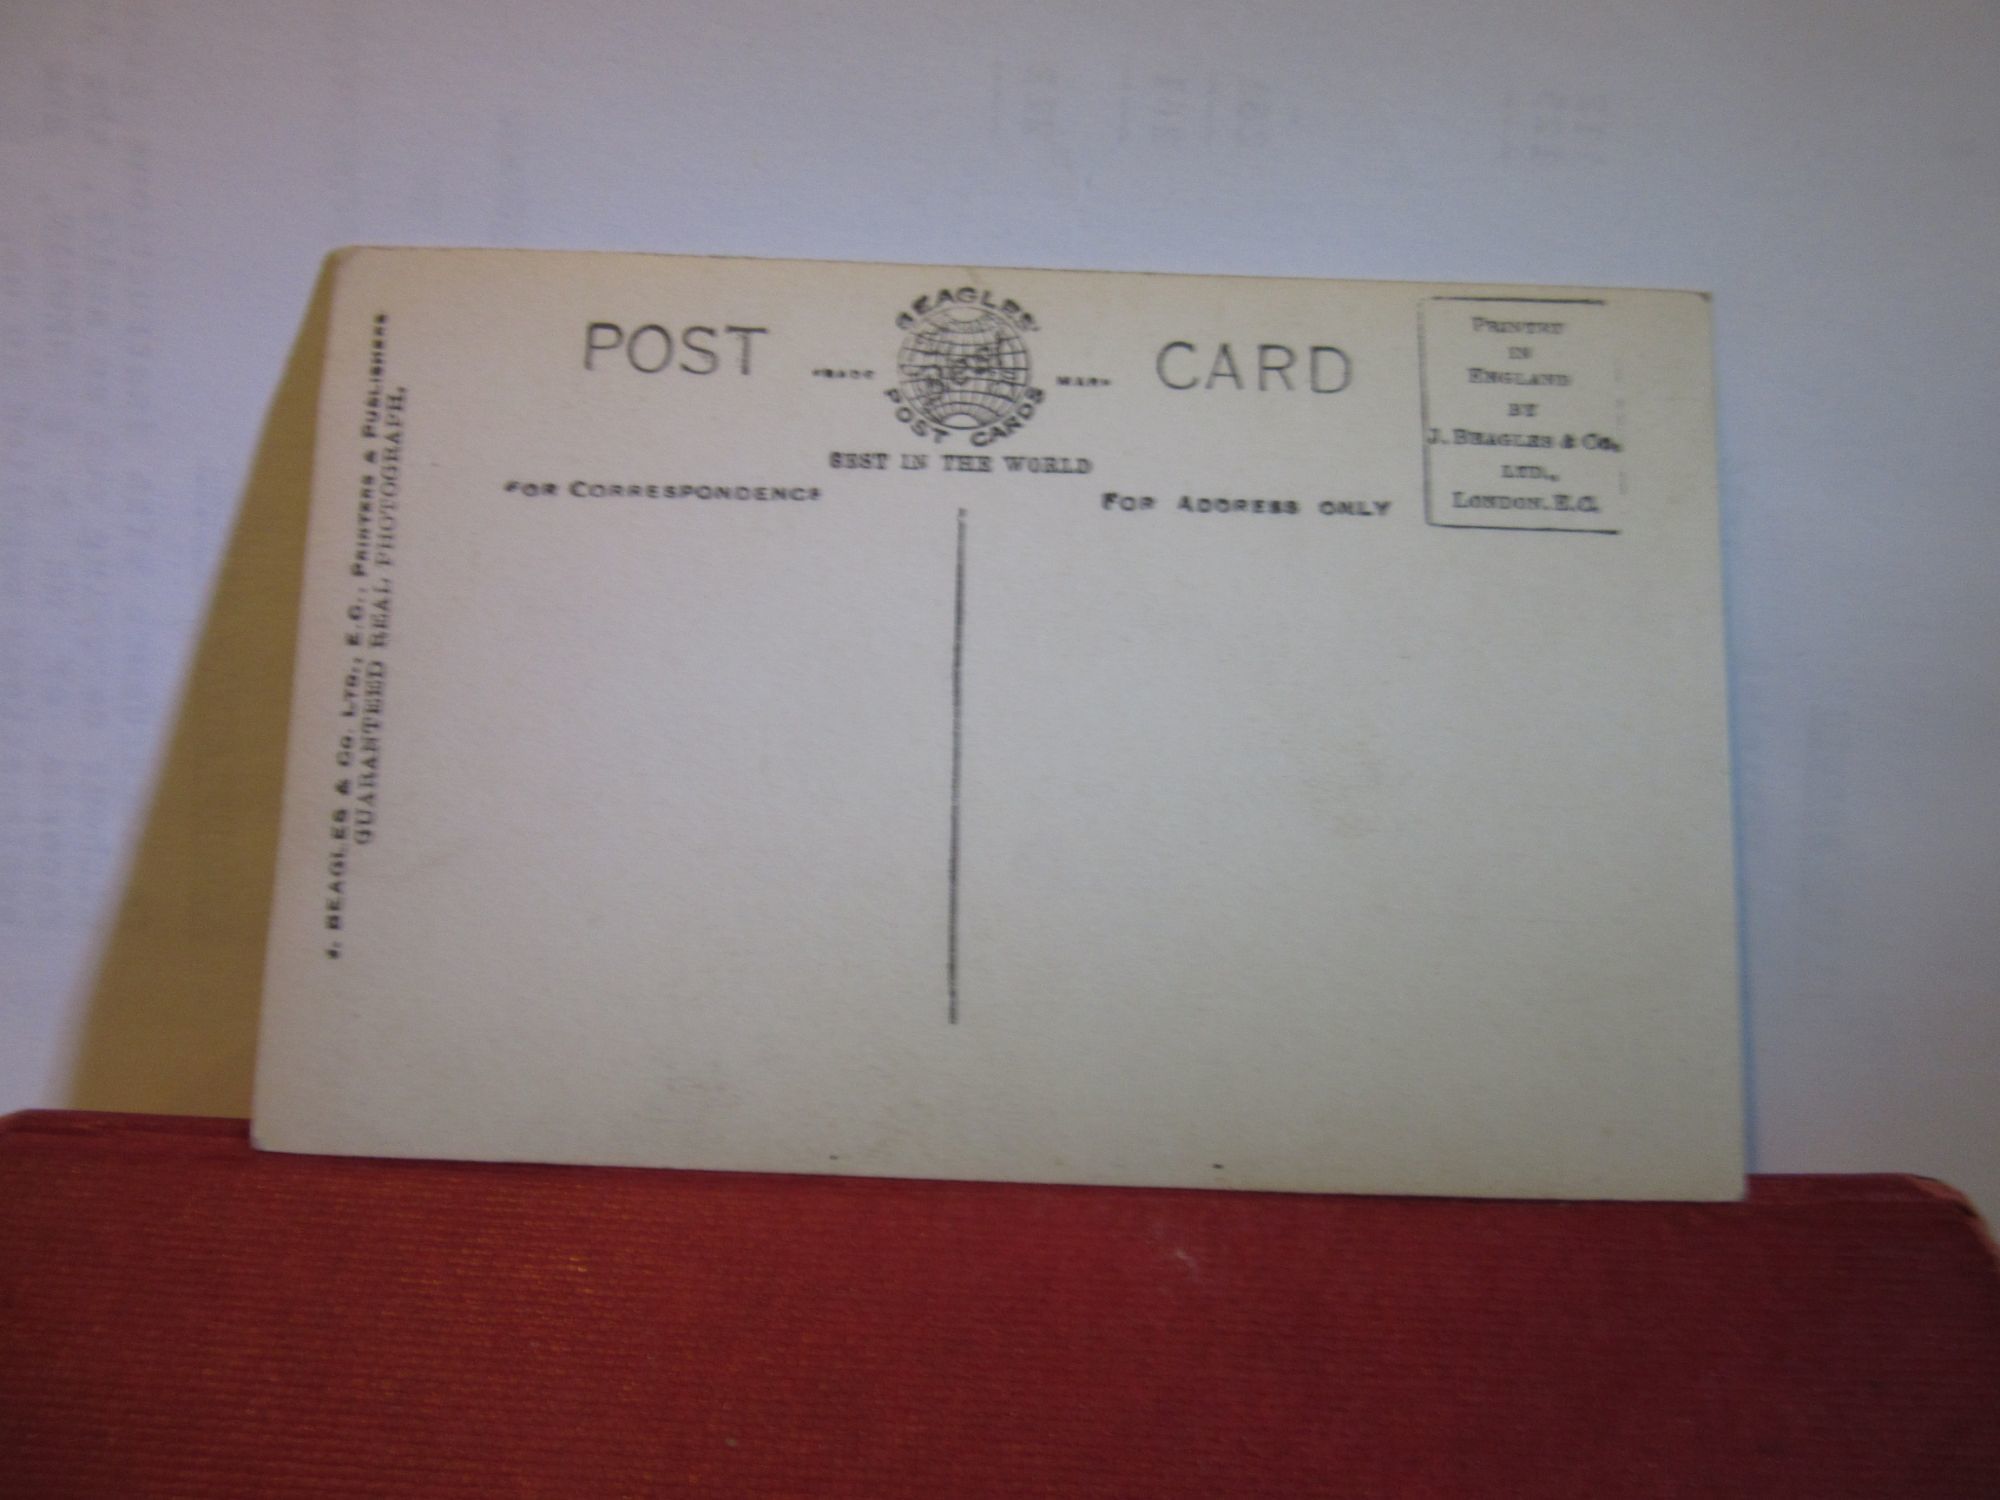 POST CARD
BEAGLES'
POST CARDS
TRADE MARK
BEST IN THE WORLD
FOR CORRESPONDENCE
FOR ADDRESS ONLY
PRINTED
IN
ENGLAND
BY
J. BEAGLES & Co.
LTD.,
LONDON. E.C.
J. BEAGLES & Co. LTD., E.C., PRINTERS & PUBLISHERS
GUARANTEED REAL PHOTOGRAPH.